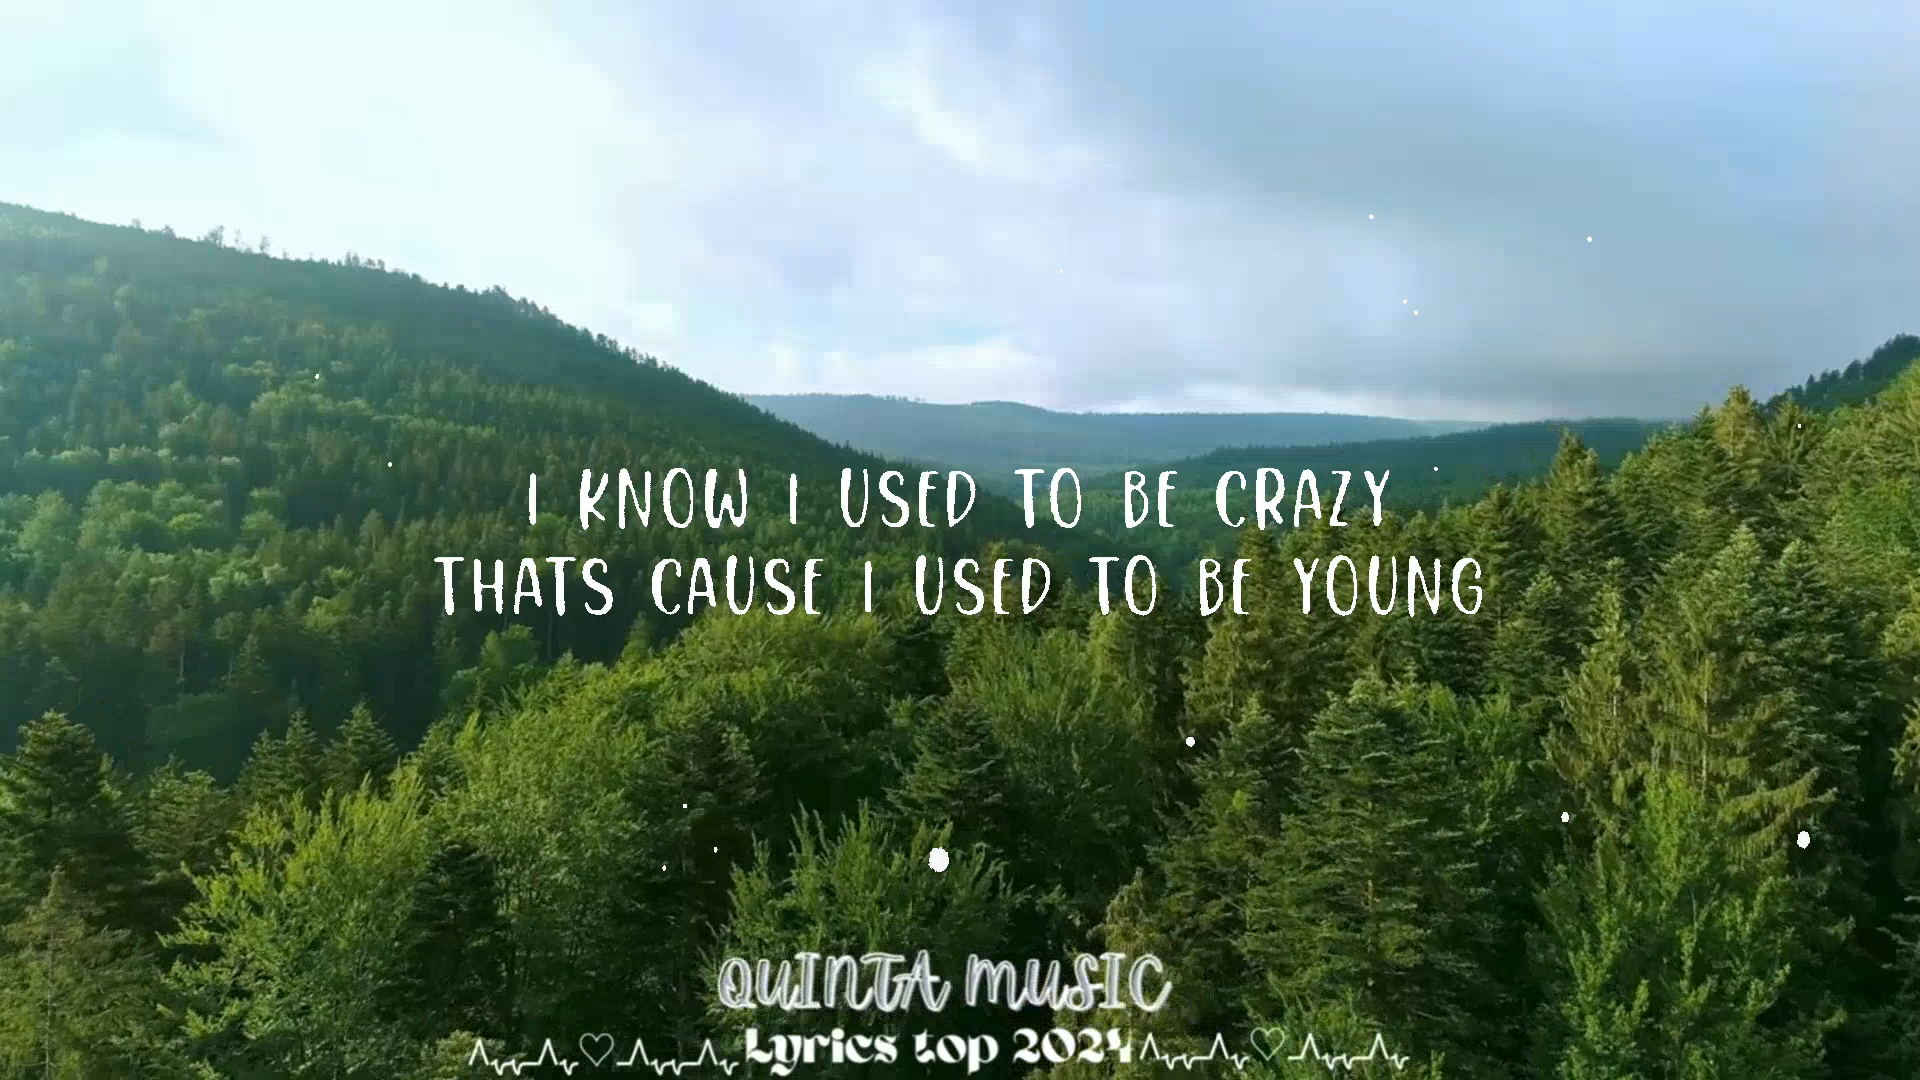 I KNOW I USED TO BE CRAZY
THATS CAUSE I USED TO BE YOUNG
QUINTA MUSIC
Lyrics top 2024